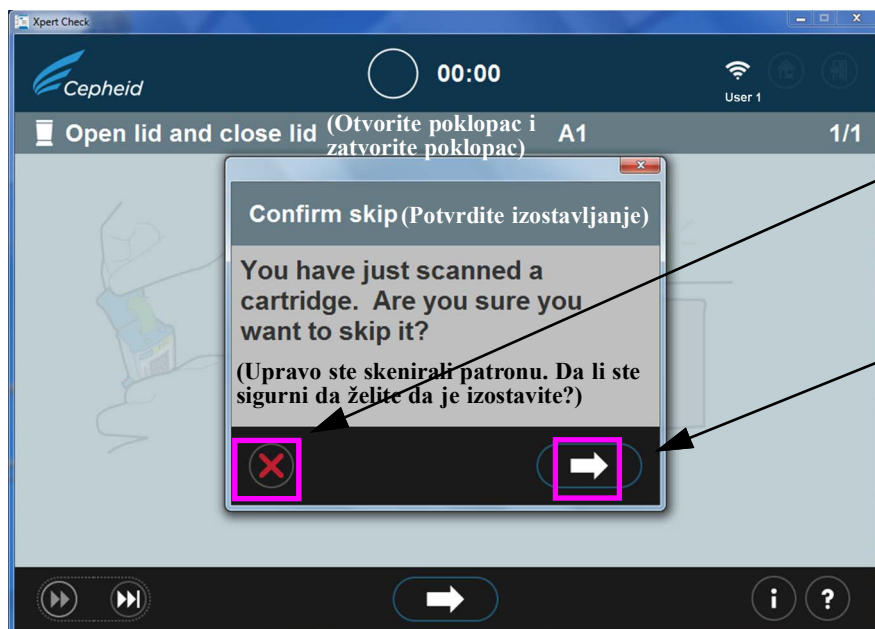 Xpert Check
Cepheid
00:00
User 1
Open lid and close lid (Otvorite poklopac i
zatvorite poklopac)
A1
1/1
Confirm skip (Potvrdite izostavljanje)
You have just scanned a
cartridge. Are you sure you
want to skip it?
(Upravo ste skenirali patronu. Da li ste
sigurni da želite da je izostavite?)
i
?